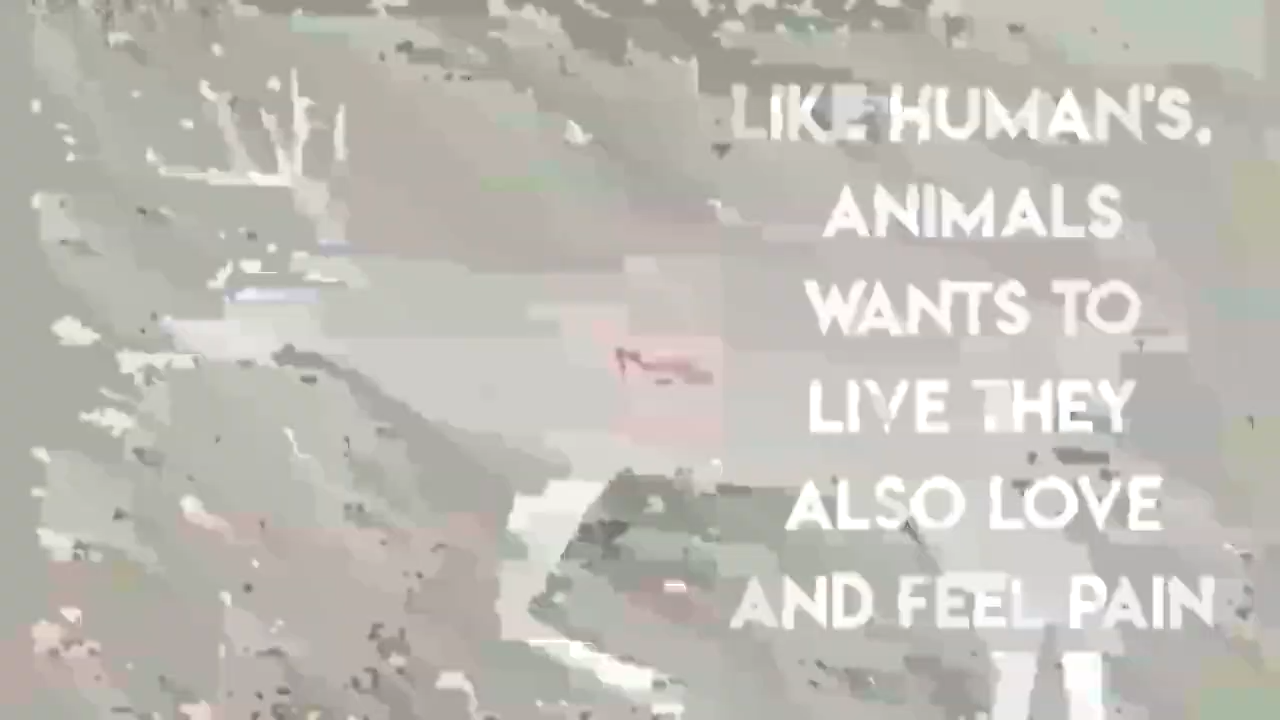 LIKE HUMAN'S,
ANIMALS
WANTS TO
LIVE THEY
ALSO LOVE
AND FEEL PAIN